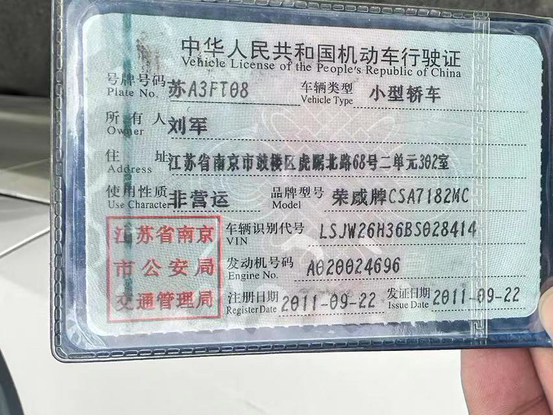 中华人民共和国机动车行驶证
Vehicle License of the People's Republic of China
号牌号码 苏A3FT08 车辆类型 小型轿车
Plate No. Vehicle Type
所有人 刘军
Owner
住址 江苏省南京市鼓楼区虎踞北路68号二单元302室
Address
使用性质 非营运 品牌型号 荣威牌CSA7182MC
Use Character Model
江苏省南京
市公安局
交通管理局
车辆识别代号 LSJW26H36BS028414
VIN
发动机号码 A020024696
Engine No.
注册日期 2011-09-22 发证日期 2011-09-22
Register Date Issue Date